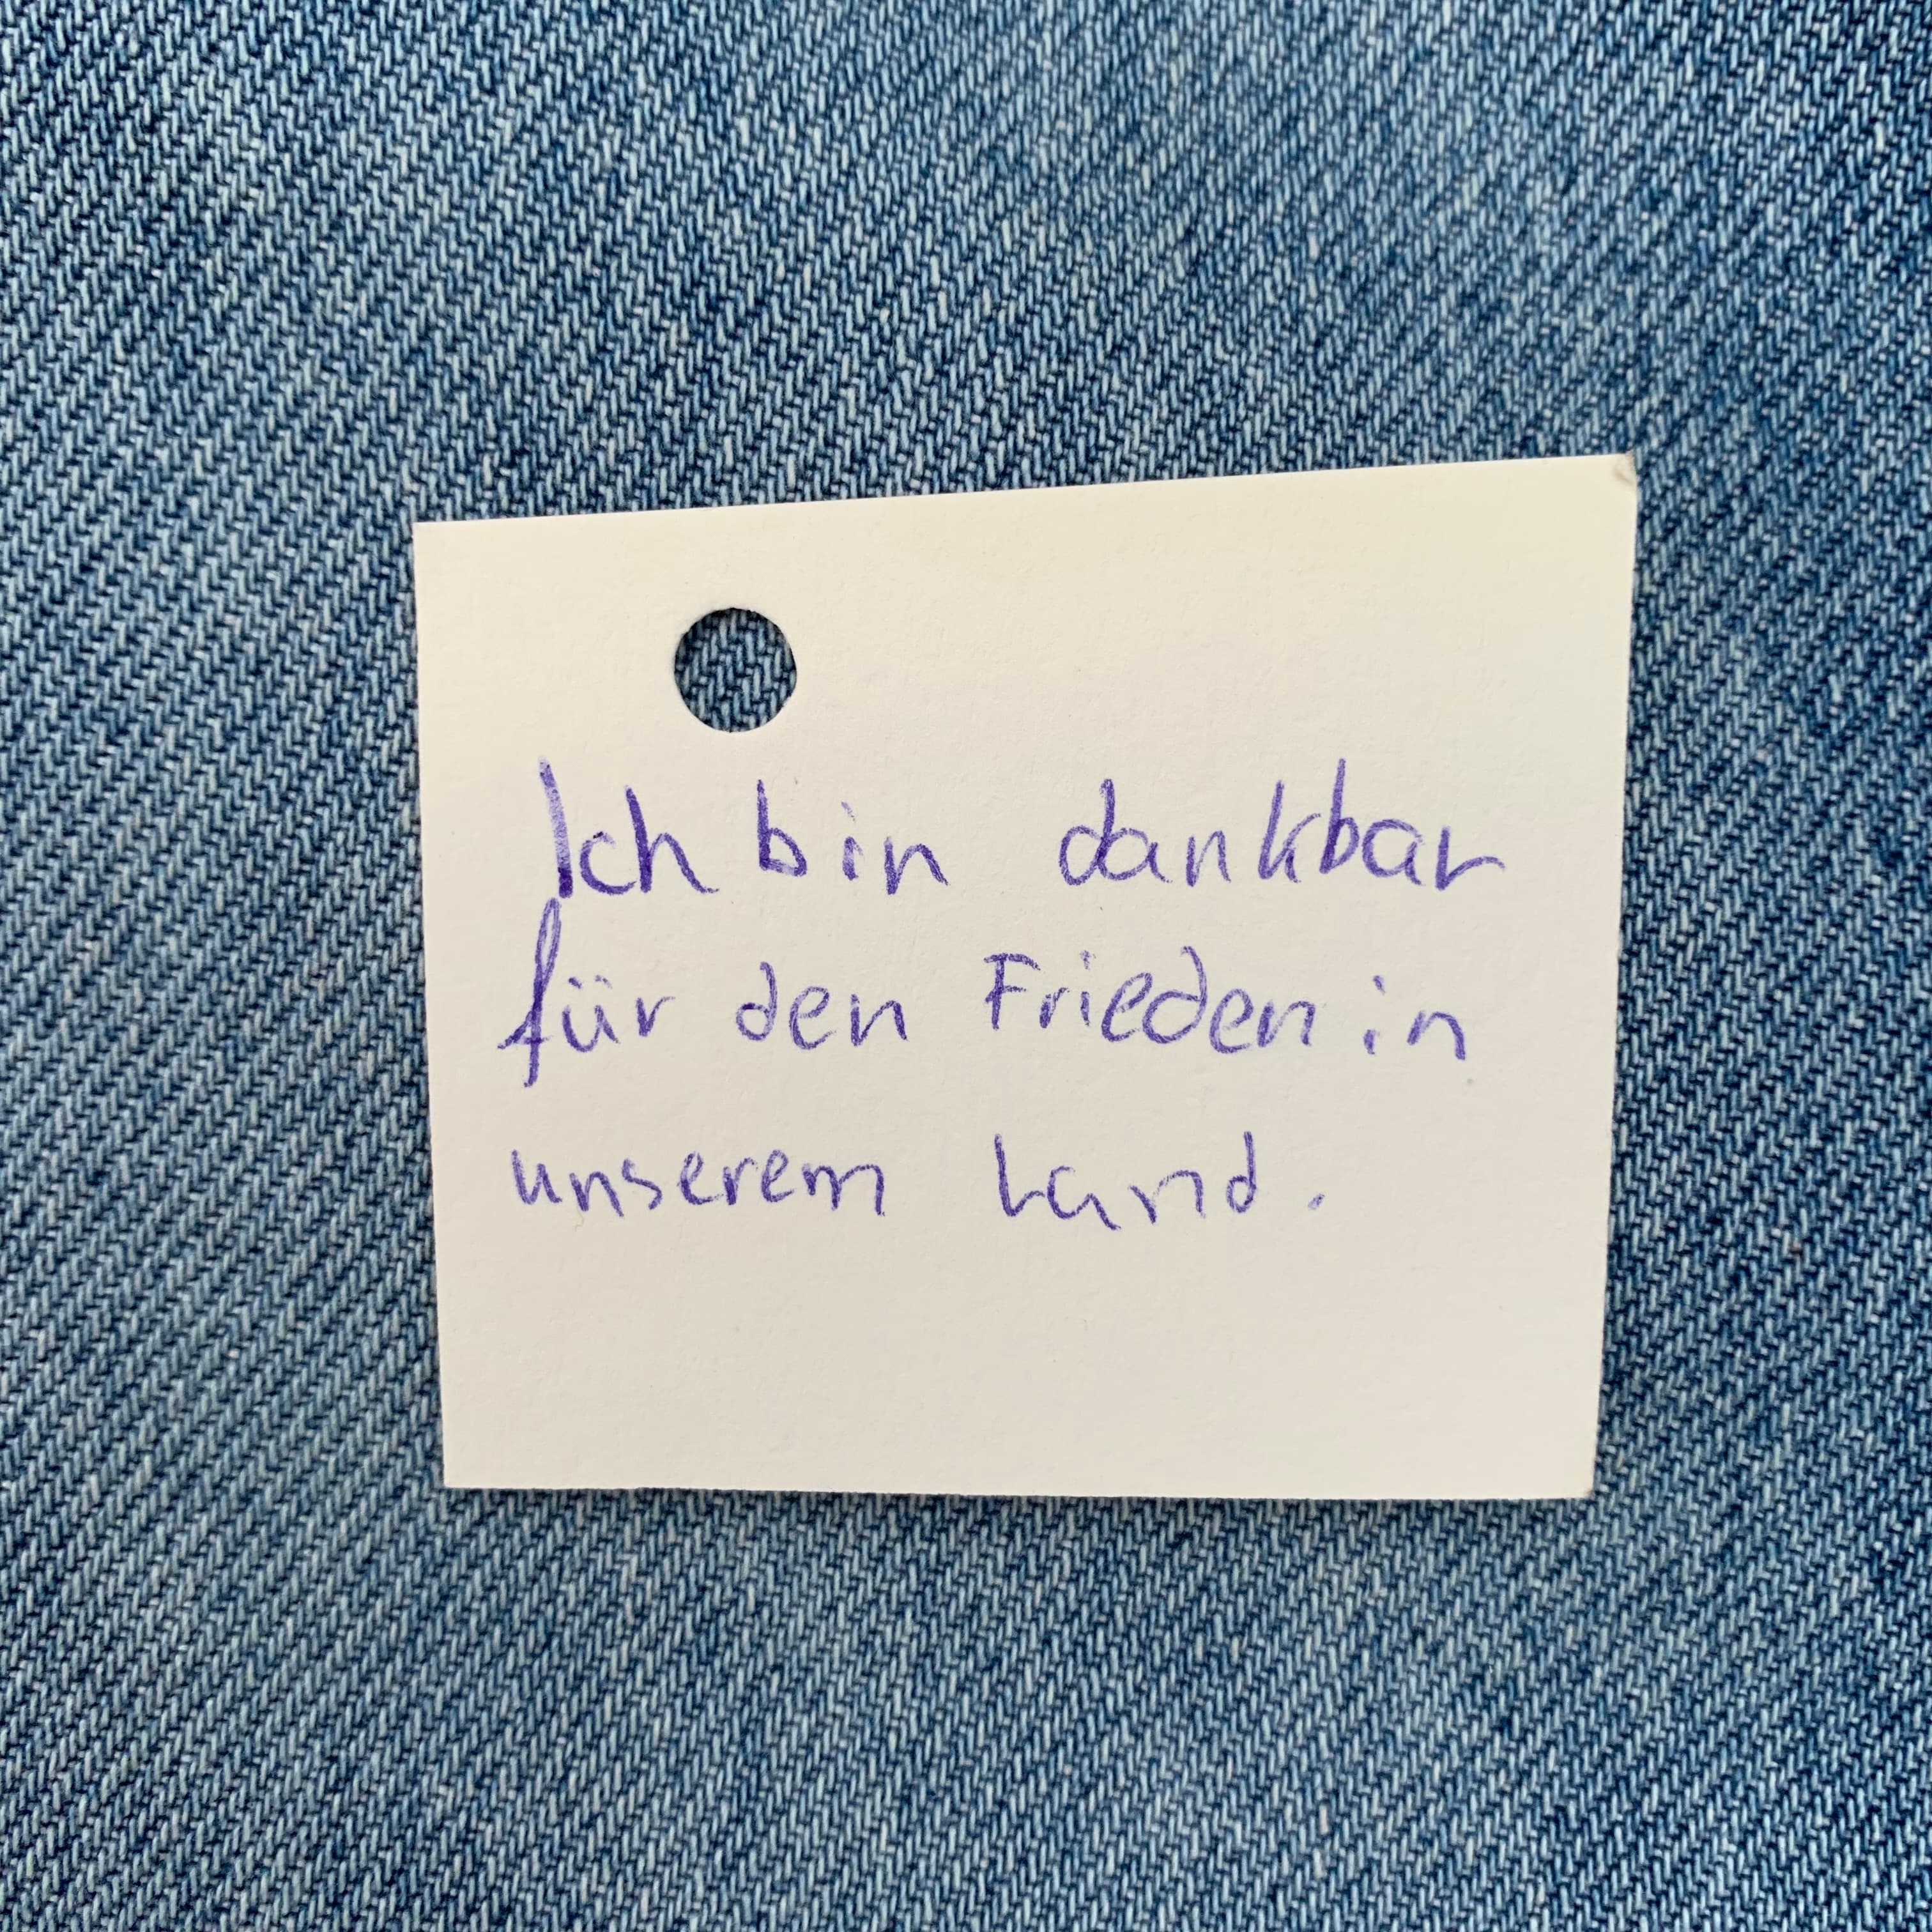 Ich bin dankbar
für den Frieden in
unserem Land.